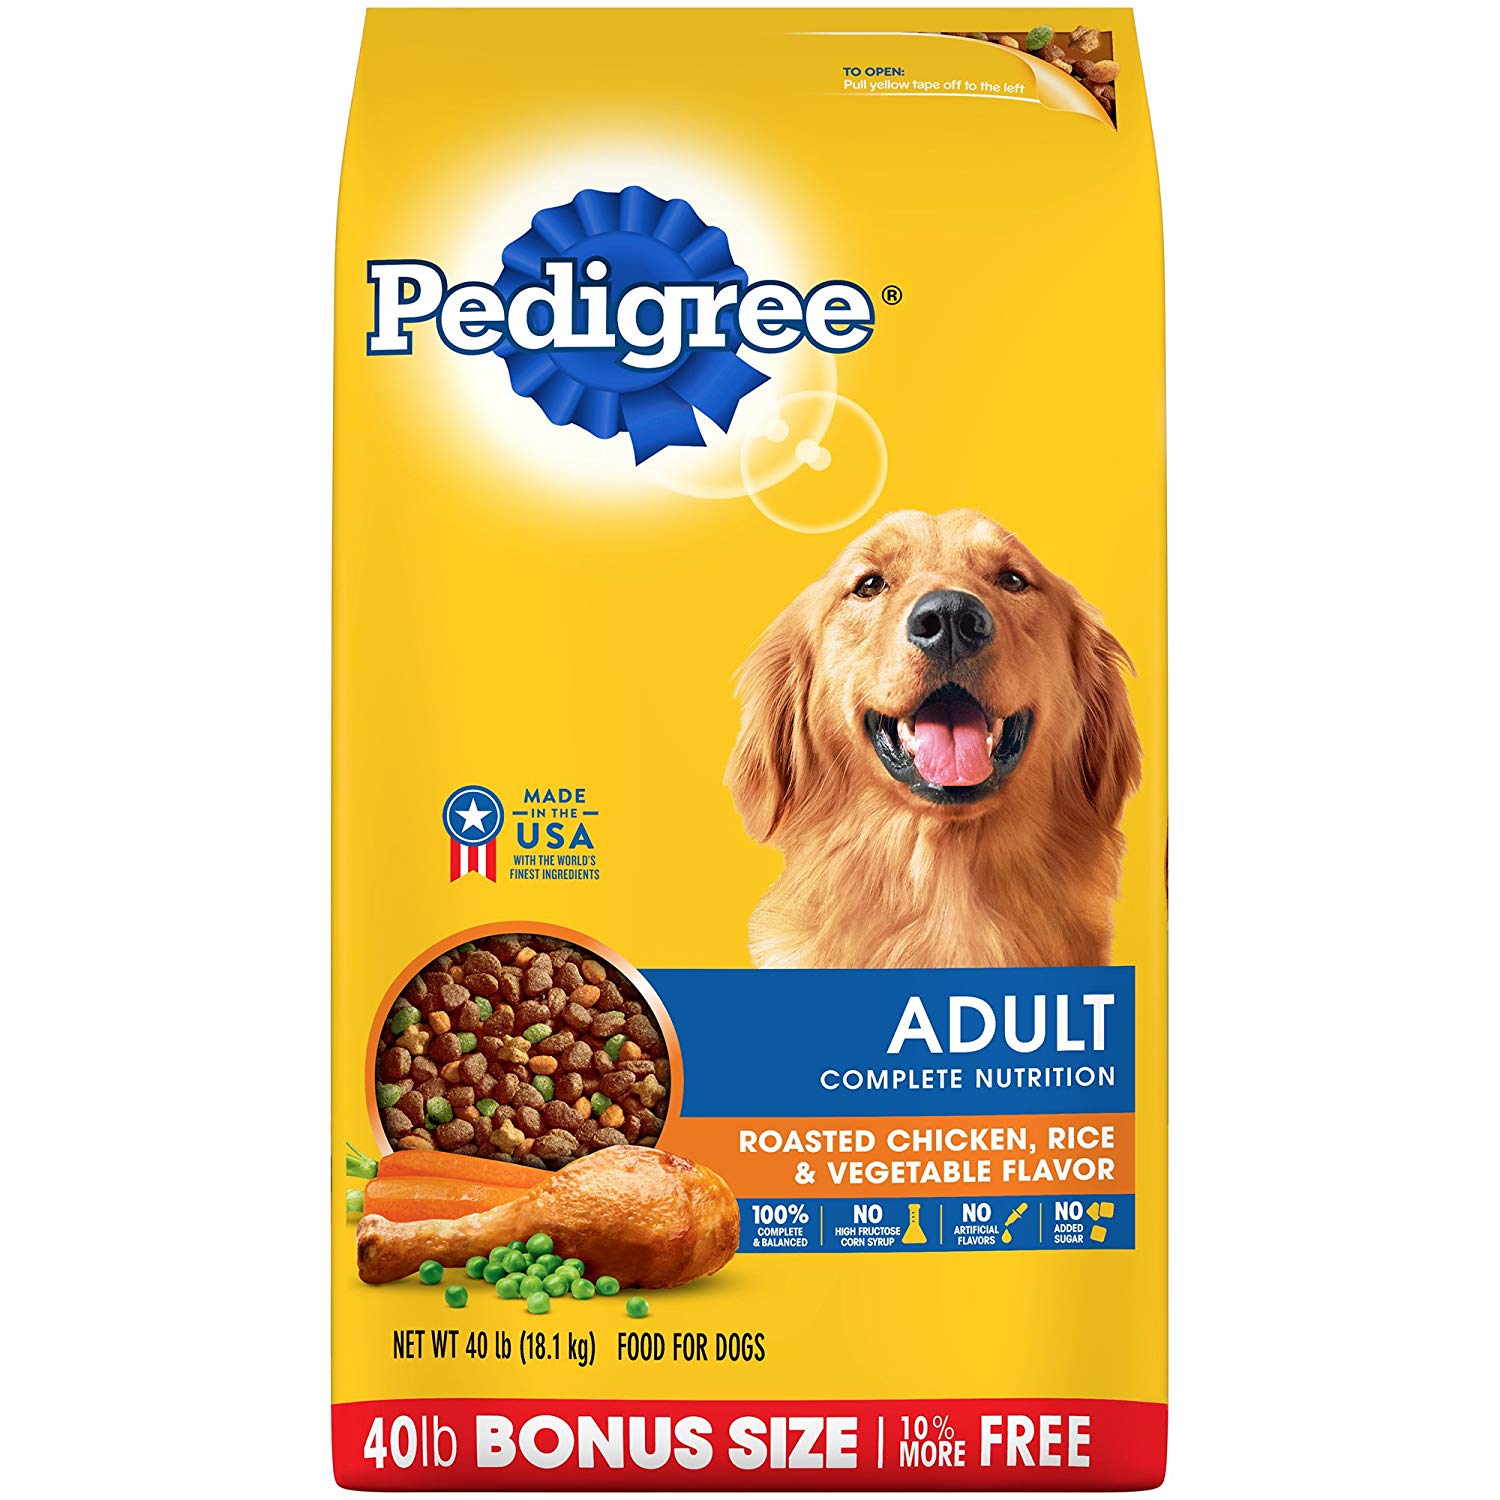 TO OPEN:
Pull yellow tape off to the left
Pedigree®
MADE
IN THE
USA
WITH THE WORLD'S
FINEST INGREDIENTS
ADULT
COMPLETE NUTRITION
ROASTED CHICKEN, RICE
& VEGETABLE FLAVOR
100%
COMPLETE
& BALANCED
NO
HIGH FRUCTOSE
CORN SYRUP
NO
ARTIFICIAL
FLAVORS
NO
ADDED
SUGAR
NET WT 40 lb (18.1 kg) FOOD FOR DOGS
40lb BONUS SIZE | 10% MORE FREE